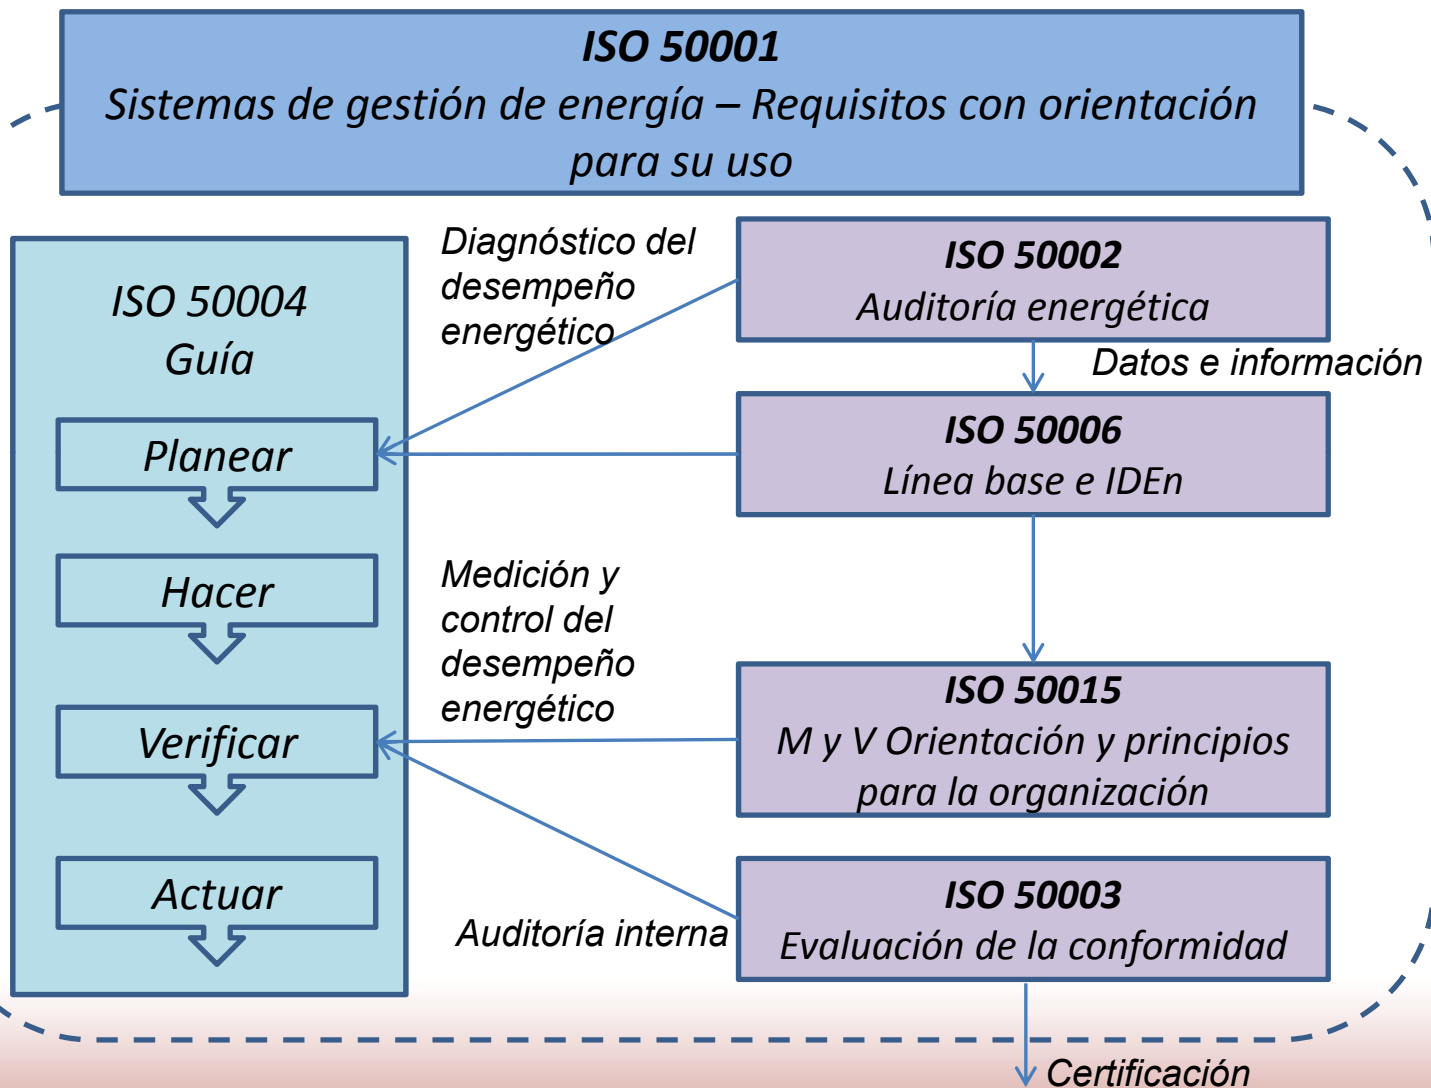 ISO 50001
Sistemas de gestión de energía – Requisitos con orientación
para su uso
ISO 50004
Guía
Planear
Hacer
Verificar
Actuar
Diagnóstico del
desempeño
energético
Medición y
control del
desempeño
energético
Auditoría interna
ISO 50002
Auditoría energética
Datos e información
ISO 50006
Línea base e IDEn
ISO 50015
M y V Orientación y principios
para la organización
ISO 50003
Evaluación de la conformidad
Certificación